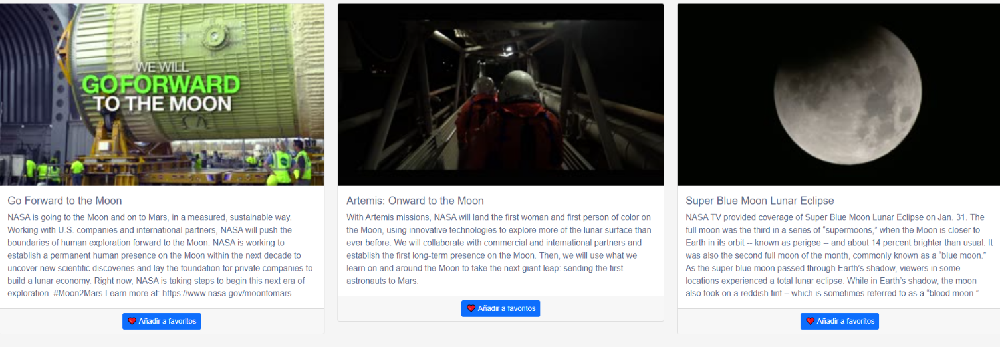 WE WILL
GO FORWARD
TO THE MOON
Go Forward to the Moon
NASA is going to the Moon and on to Mars, in a measured, sustainable way.
Working with U.S. companies and international partners, NASA will push the
boundaries of human exploration forward to the Moon. NASA is working to
establish a permanent human presence on the Moon within the next decade to
uncover new scientific discoveries and lay the foundation for private companies to
build a lunar economy. Right now, NASA is taking steps to begin this next era of
exploration. #Moon2Mars Learn more at: https://www.nasa.gov/moontomars
Añadir a favoritos
Artemis: Onward to the Moon
With Artemis missions, NASA will land the first woman and first person of color on
the Moon, using innovative technologies to explore more of the lunar surface than
ever before. We will collaborate with commercial and international partners and
establish the first long-term presence on the Moon. Then, we will use what we
learn on and around the Moon to take the next giant leap: sending the first
astronauts to Mars.
Añadir a favoritos
Super Blue Moon Lunar Eclipse
NASA TV provided coverage of Super Blue Moon Lunar Eclipse on Jan. 31. The
full moon was the third in a series of “supermoons,” when the Moon is closer to
Earth in its orbit -- known as perigee -- and about 14 percent brighter than usual. It
was also the second full moon of the month, commonly known as a “blue moon.”
As the super blue moon passed through Earth’s shadow, viewers in some
locations experienced a total lunar eclipse. While in Earth’s shadow, the moon
also took on a reddish tint – which is sometimes referred to as a “blood moon.”
Añadir a favoritos